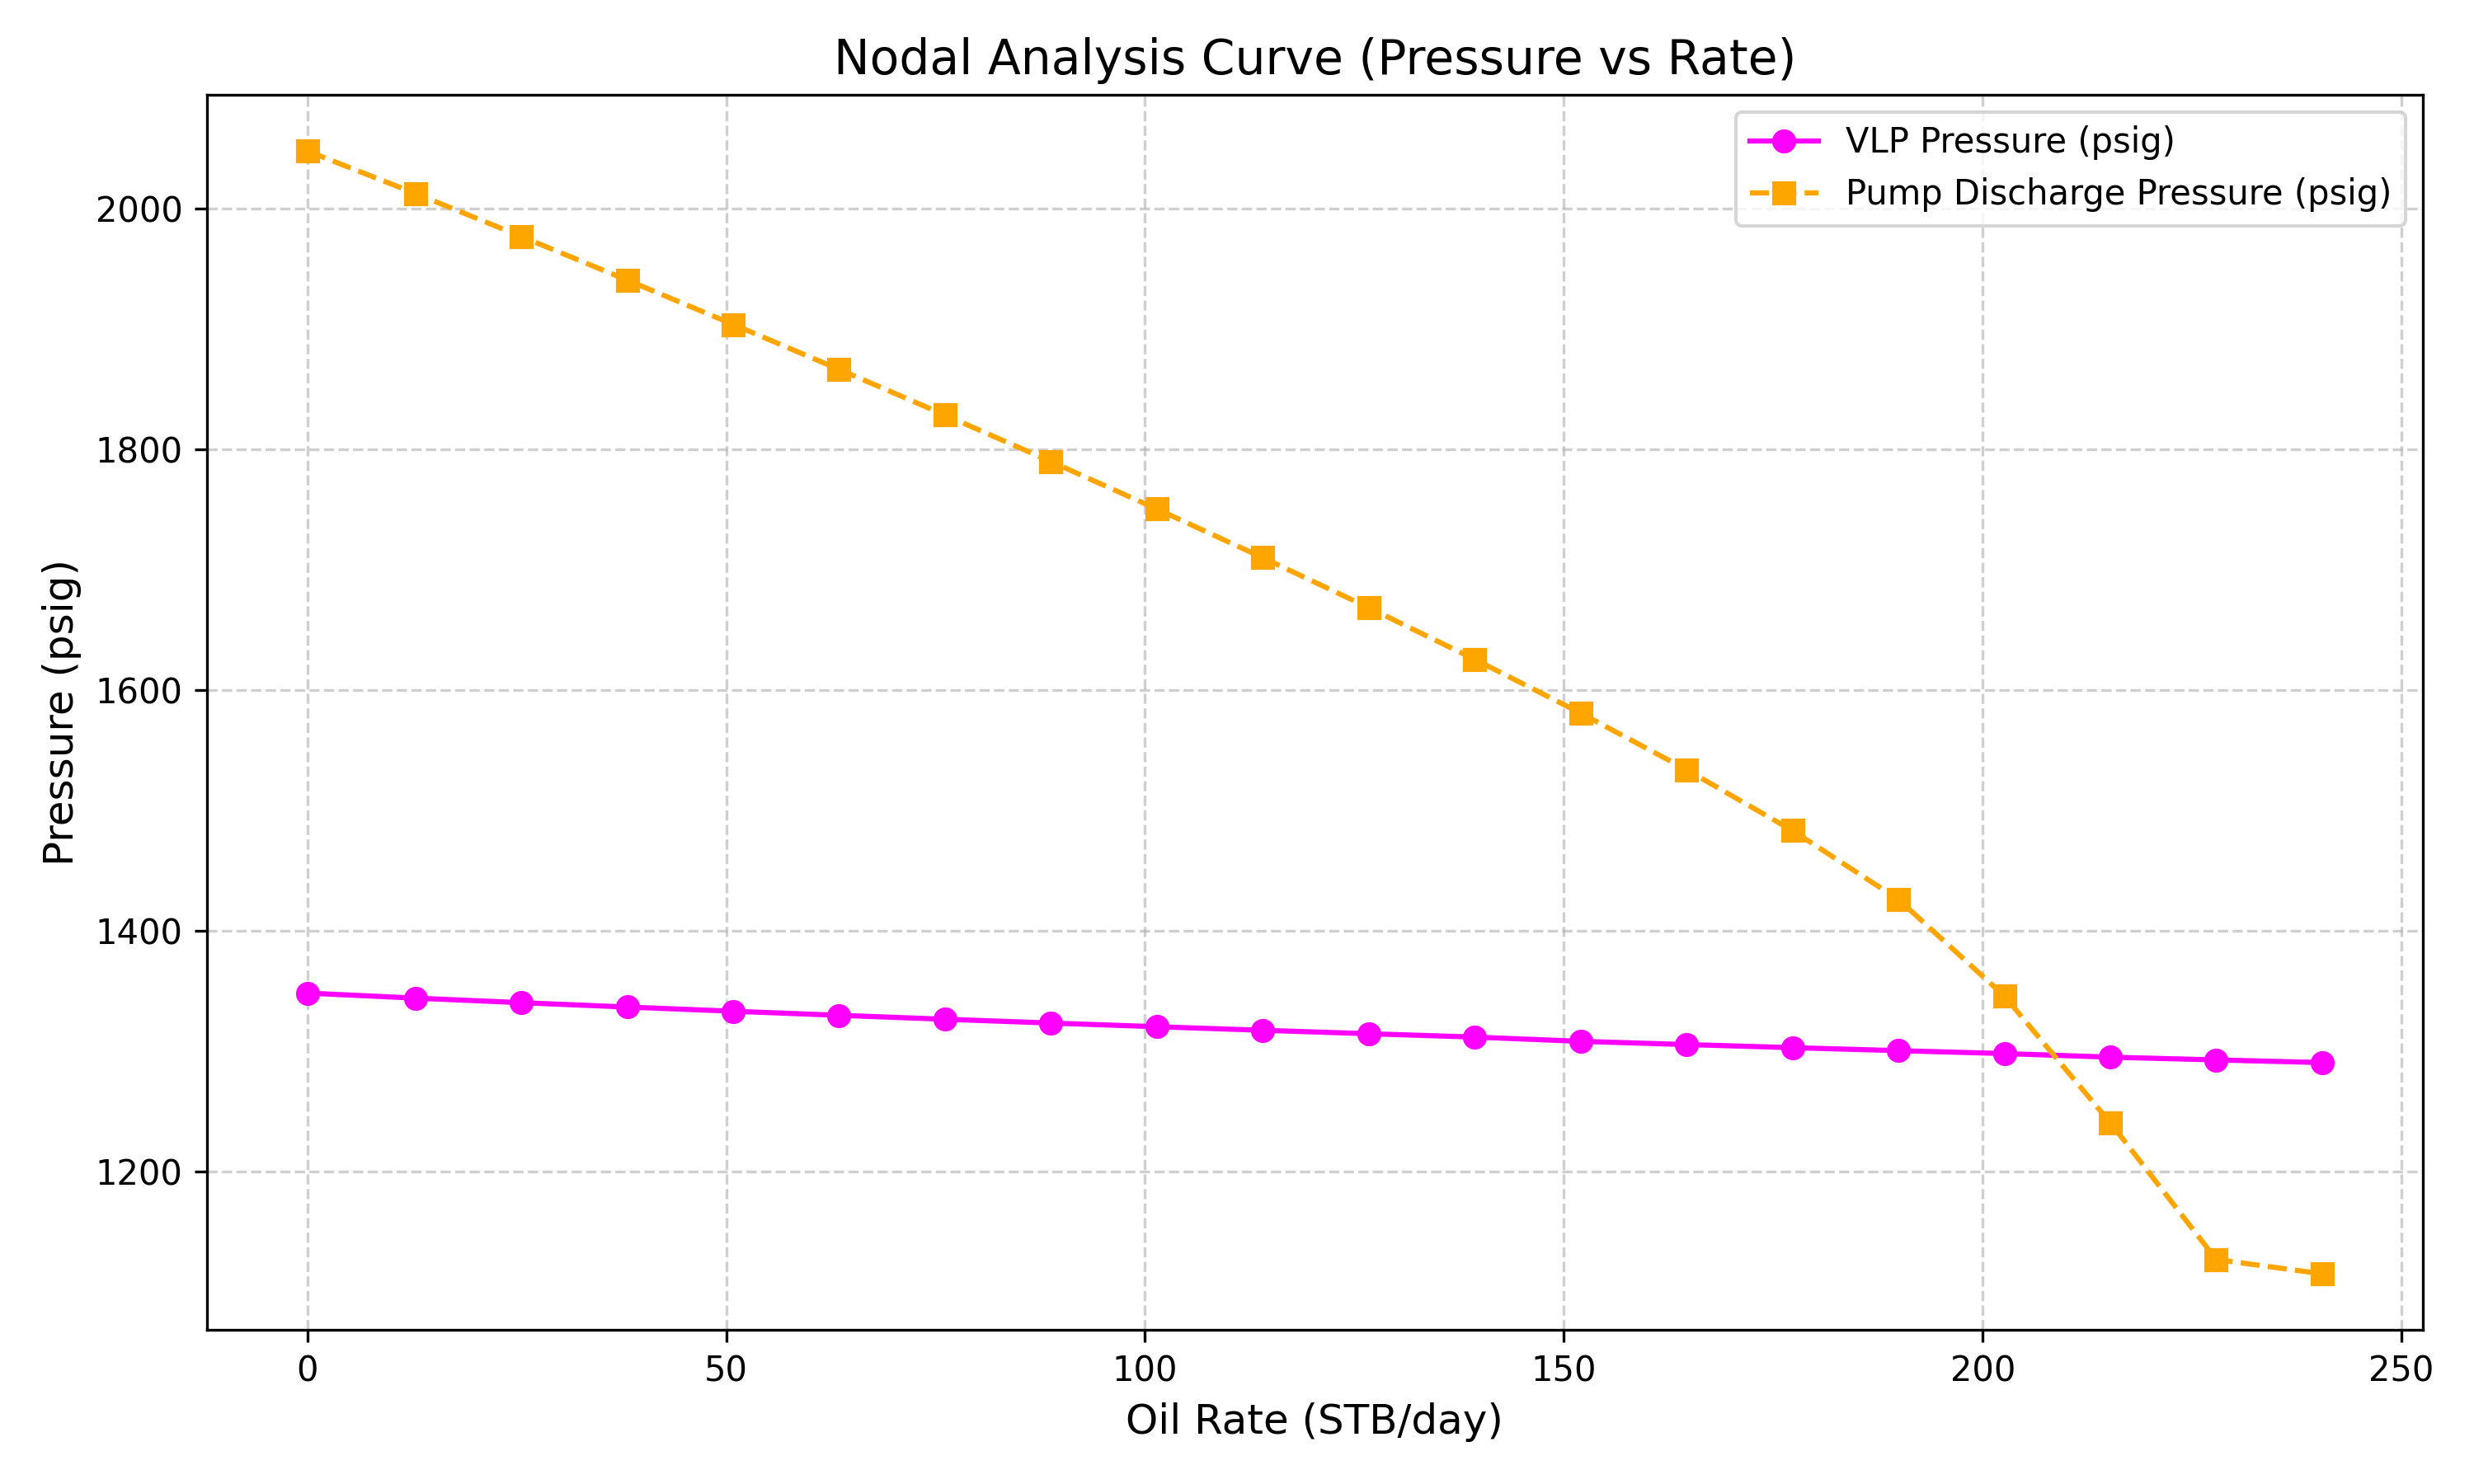 Nodal Analysis Curve (Pressure vs Rate)
VLP Pressure (psig)
Pump Discharge Pressure (psig)
Pressure (psig)
2000
1800
1600
1400
1200
0 50 100 150 200 250
Oil Rate (STB/day)